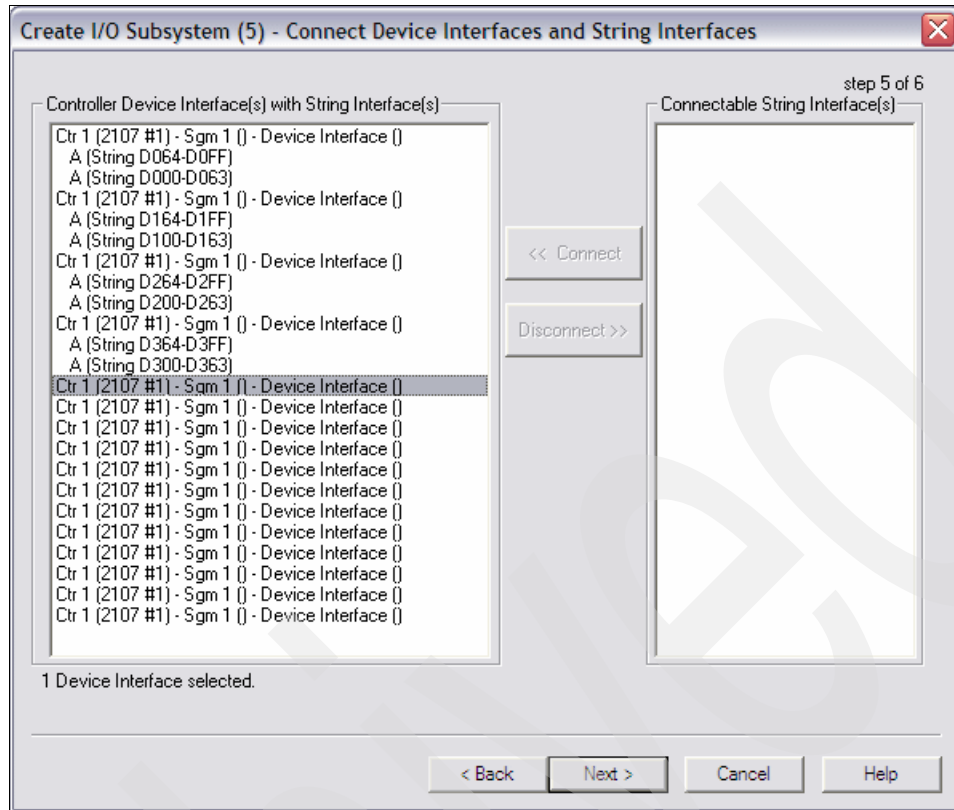 Create I/O Subsystem (5) - Connect Device Interfaces and String Interfaces
step 5 of 6
Controller Device Interface(s) with String Interface(s)
Connectable String Interface(s)
Ctr 1 (2107 #1) - Sgm 1 () - Device Interface ()
A (String D064-D0FF)
A (String D000-D063)
Ctr 1 (2107 #1) - Sgm 1 () - Device Interface ()
A (String D164-D1FF)
A (String D100-D163)
Ctr 1 (2107 #1) - Sgm 1 () - Device Interface ()
A (String D264-D2FF)
A (String D200-D263)
Ctr 1 (2107 #1) - Sgm 1 () - Device Interface ()
A (String D364-D3FF)
A (String D300-D363)
Ctr 1 (2107 #1) - Sgm 1 () - Device Interface ()
Ctr 1 (2107 #1) - Sgm 1 () - Device Interface ()
Ctr 1 (2107 #1) - Sgm 1 () - Device Interface ()
Ctr 1 (2107 #1) - Sgm 1 () - Device Interface ()
Ctr 1 (2107 #1) - Sgm 1 () - Device Interface ()
Ctr 1 (2107 #1) - Sgm 1 () - Device Interface ()
Ctr 1 (2107 #1) - Sgm 1 () - Device Interface ()
Ctr 1 (2107 #1) - Sgm 1 () - Device Interface ()
Ctr 1 (2107 #1) - Sgm 1 () - Device Interface ()
Ctr 1 (2107 #1) - Sgm 1 () - Device Interface ()
Ctr 1 (2107 #1) - Sgm 1 () - Device Interface ()
Ctr 1 (2107 #1) - Sgm 1 () - Device Interface ()
<< Connect
Disconnect >>
1 Device Interface selected.
< Back
Next >
Cancel
Help